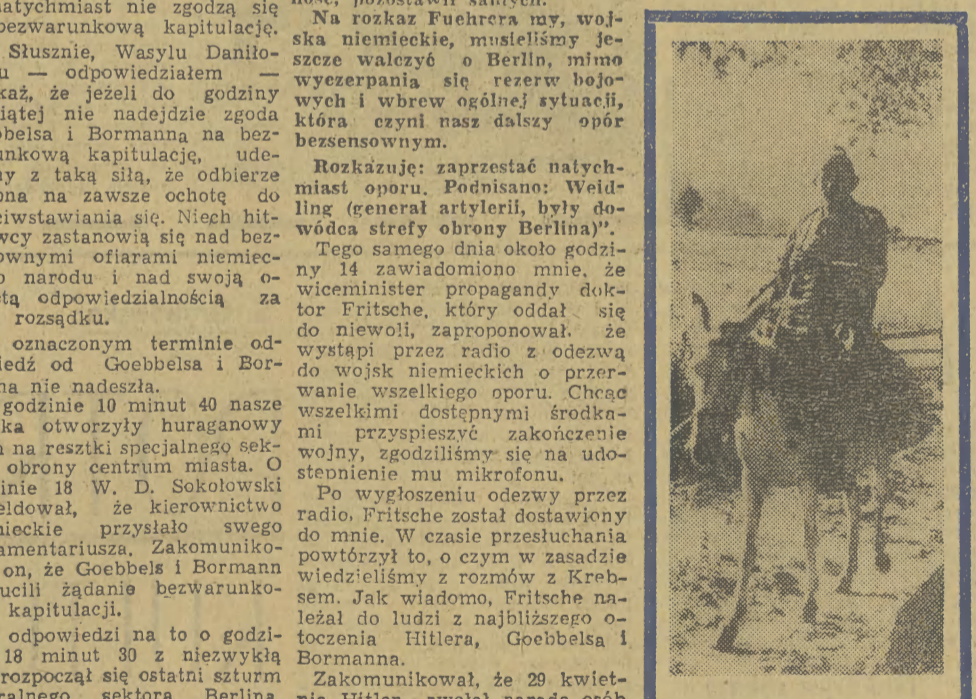 natychmiast nie zgodzą się
bezwarunkową kapitulację.
Słusznie, Wasylu Daniło-
u — odpowiedziałem —
każ, że jeżeli do godziny
iątej nie nadejdzie zgoda
bbelsa i Bormanna na bez-
unkową kapitulację, ude-
ny z taką siłą, że odbierze
ona na zawsze ochotę do
ciwstawiania się. Niech hit-
wcy zastanowią się nad bez-
ownymi ofiarami niemiec-
o narodu i nad swoją o-
stą odpowiedzialnością za
rozsądku.
oznaczonym terminie od-
iedź od Goebbelsa i Bor-
na nie nadeszła.
godzinie 10 minut 40 nasze
ka otworzyły huraganowy
na resztki specjalnego sek-
obrony centrum miasta. O
inie 18 W. D. Sokołowski
eldował, że kierownictwo
nieckie przysłało swego
amentariusza. Zakomuniko-
on, że Goebbels i Bormann
ucili żądanie bezwarunko-
kapitulacji.
odpowiedzi na to o godzi-
18 minut 30 z niezwykłą
rozpoczął się ostatni szturm
ralnego sektora Berlina
pozostawił samych.
Na rozkaz Fuehrera my, woj-
ska niemieckie, musieliśmy je-
szcze walczyć o Berlin, mimo
wyczerpania się rezerw bojo-
wych i wbrew ogólnej sytuacji,
która czyni nasz dalszy opór
bezsensownym.
Rozkazuję: zaprzestać natych-
miast oporu. Podpisano: Weid-
ling (generał artylerii, były do-
wódca strefy obrony Berlina)”.
Tego samego dnia około godzi-
ny 14 zawiadomiono mnie, że
wiceminister propagandy dok-
tor Fritsche, który oddał się
do niewoli, zaproponował, że
wystąpi przez radio z odezwą
do wojsk niemieckich o przer-
wanie wszelkiego oporu. Chcąc
wszelkimi dostępnymi środka-
mi przyspieszyć zakończenie
wojny, zgodziliśmy się na udo-
stępnienie mu mikrofonu.
Po wygłoszeniu odezwy przez
radio, Fritsche został dostawiony
do mnie. W czasie przesłuchania
powtórzył to, o czym w zasadzie
wiedzieliśmy z rozmów z Kreb-
sem. Jak wiadomo, Fritsche na-
leżał do ludzi z najbliższego o-
toczenia Hitlera, Goebbelsa i
Bormanna.
Zakomunikował, że 29 kwiet-
nia Hitler zwołał naradę osób